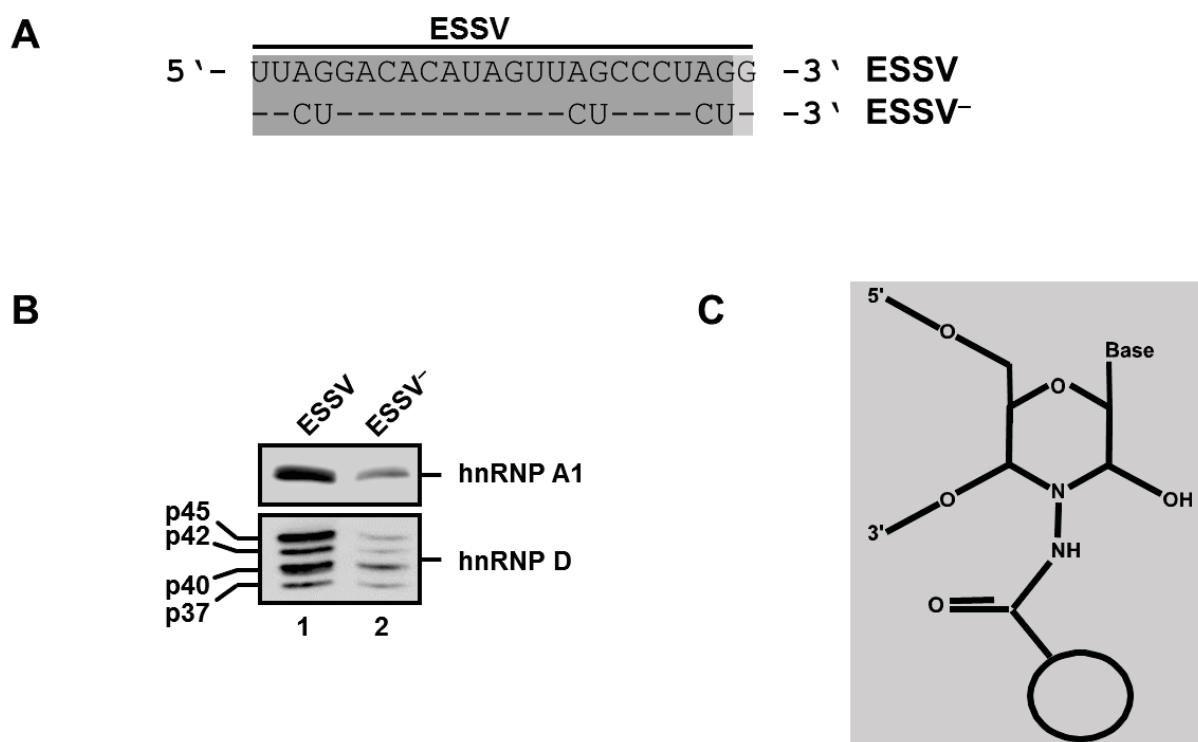 A
ESSV
5'- UUAGGACACAUAGUUAGCCCUAGG -3' ESSV
--CU-----------CU----CU- -3' ESSV–
B
ESSV ESSV–
hnRNP A1
p45
p42
hnRNP D
p40
p37
1 2
C
5'
O
Base
O
O
N
OH
3'
NH
O